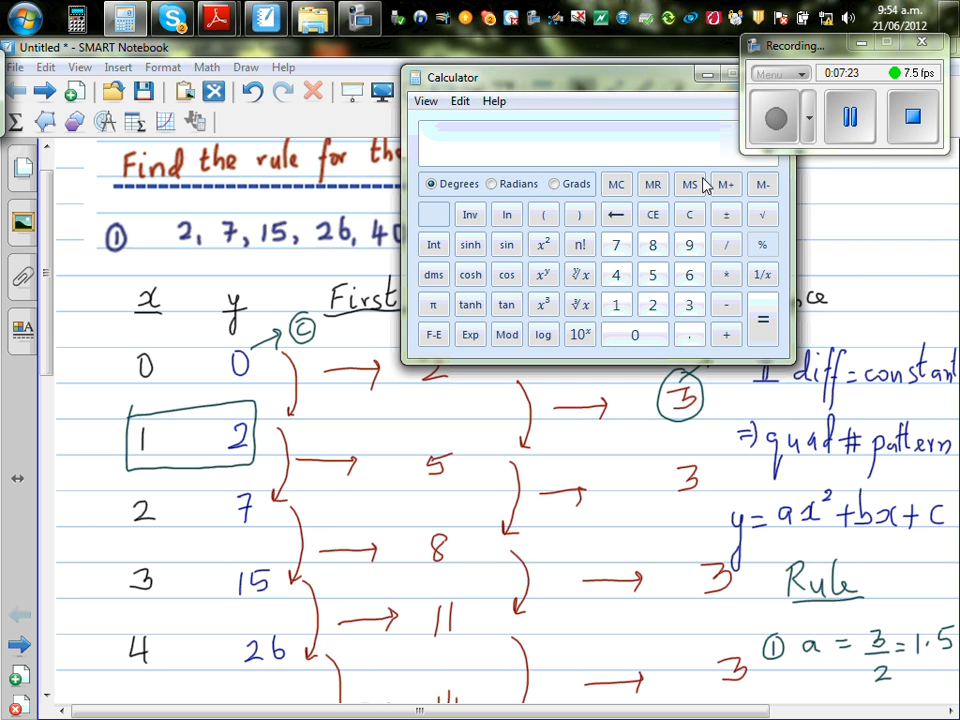 9:54 a.m.
21/06/2012
Untitled * - SMART Notebook
File Edit View Insert Format Math Draw Help
Recording...
Menu 0:07:23 7.5 fps
Calculator
View Edit Help
Degrees Radians Grads MC MR MS M+ M-
Inv ln ( ) ← CE C ± √
Int sinh sin x² n! 7 8 9 / %
dms cosh cos xʸ ʸ√x 4 5 6 * 1/x
π tanh tan x³ ³√x 1 2 3 - =
F-E Exp Mod log 10ˣ 0 . +
Find the rule for the
① 2, 7, 15, 26, 40
x y First
0 0 © 2 3
1 2 5 3
2 7 8 3
3 15 11 3
4 26
II diff = constant
⇒ quad # pattern
y = ax² + bx + c
Rule
① a = 3/2 = 1.5